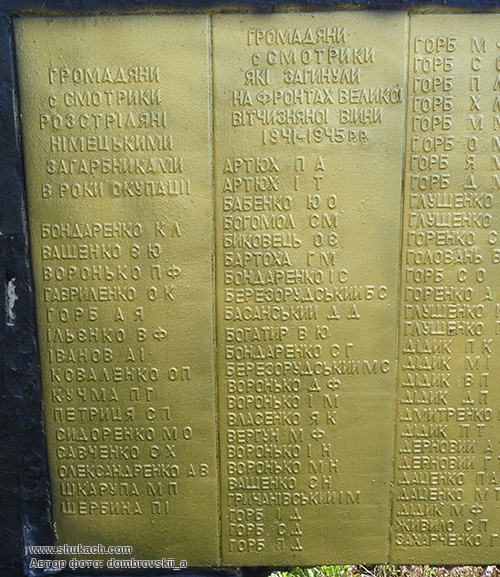 ГРОМАДЯНИ
с.СМОТРИКИ
РОЗСТРІЛЯНІ
НІМЕЦЬКИМИ
ЗАГАРБНИКАМИ
В РОКИ ОКУПАЦІЇ
БОНДАРЕНКО К Л
ВАЩЕНКО Є Ю
ВОРОНЬКО П Ф
ГАВРИЛЕНКО О К
ГОРБ А Я
ІЛЬЄНКО В Ф
ІВАНОВ А І
КОВАЛЕНКО О П
КУЧМА П Г
ПЕТРИЦЯ С П
СИДОРЕНКО М О
САВЧЕНКО С Х
ОЛЕКСАНДРЕНКО А В
ШКАРУПА М П
ЩЕРБИНА П І
ГРОМАДЯНИ
с.СМОТРИКИ
ЯКІ ЗАГИНУЛИ
НА ФРОНТАХ ВЕЛИКОЇ
ВІТЧИЗНЯНОЇ ВІЙНИ
1941-1945 р.р.
АРТЮХ П А
АРТЮХ І Т
БАБЕНКО Ю О
БОГОМОЛ С М
БИКОВЕЦЬ О Є
БАРТОХА Г М
БОНДАРЕНКО І С
БЕРЕЗОРУДСЬКИЙ Б С
БАСАНСЬКИЙ Д Д
БОГАТИР В Ю
БОНДАРЕНКО С Г
БЕРЕЗОРУДСЬКИЙ М С
ВОРОНЬКО Д Ф
ВОРОНЬКО І М
ВЛАСЕНКО Я К
ВЕРГУН М Ф
ВОРОНЬКО І Н
ВОРОНЬКО М Н
ВАЩЕНКО С Н
ГРИЧАНІВСЬКИЙ І М
ГОРБ І Д
ГОРБ С Д
ГОРБ П Д
ГОРБ М
ГОРБ С
ГОРБ П
ГОРБ Х
ГОРБ М
ГОРБ О
ГОРБ Я
ГОРБ Д
ГЛУЩЕНКО
ГЛУЩЕНКО
ГОРЕНКО
ГОЛОВАНЬ
ГОРБ С О
ГОРЕНКО А
ГЛУЩЕНКО
ГЛУЩЕНКО
ДІДИК П К
ДІДИК М І
ДІДИК В П
ДІДИК Д П
ДМИТРЕНКО
ДІДИК П Т
ДЕРНОВИЙ А
ДЕРНОВИЙ Г
ДАЦЕНКО П А
ДАЦЕНКО М
ДІДИК М Ф
ЖИВИЛО С П
ЗАХАРЧЕНКО Г
www.shukach.com
Автор фото: dombrovskii_a